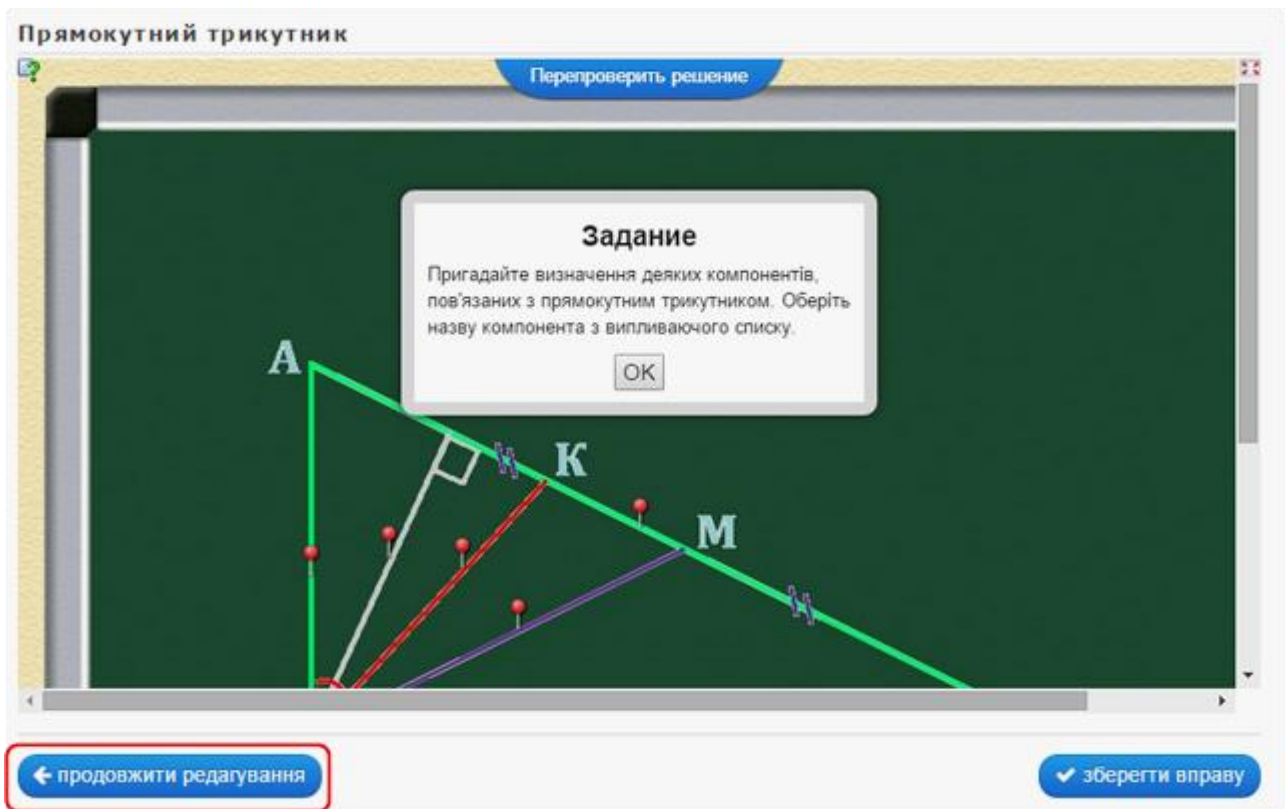 Прямокутний трикутник
Перепроверить решение
Задание
Пригадайте визначення деяких компонентів,
пов'язаних з прямокутним трикутником. Оберіть
назву компонента з випливаючого списку.
OK
А
К
М
продовжити редагування
зберегти вправу